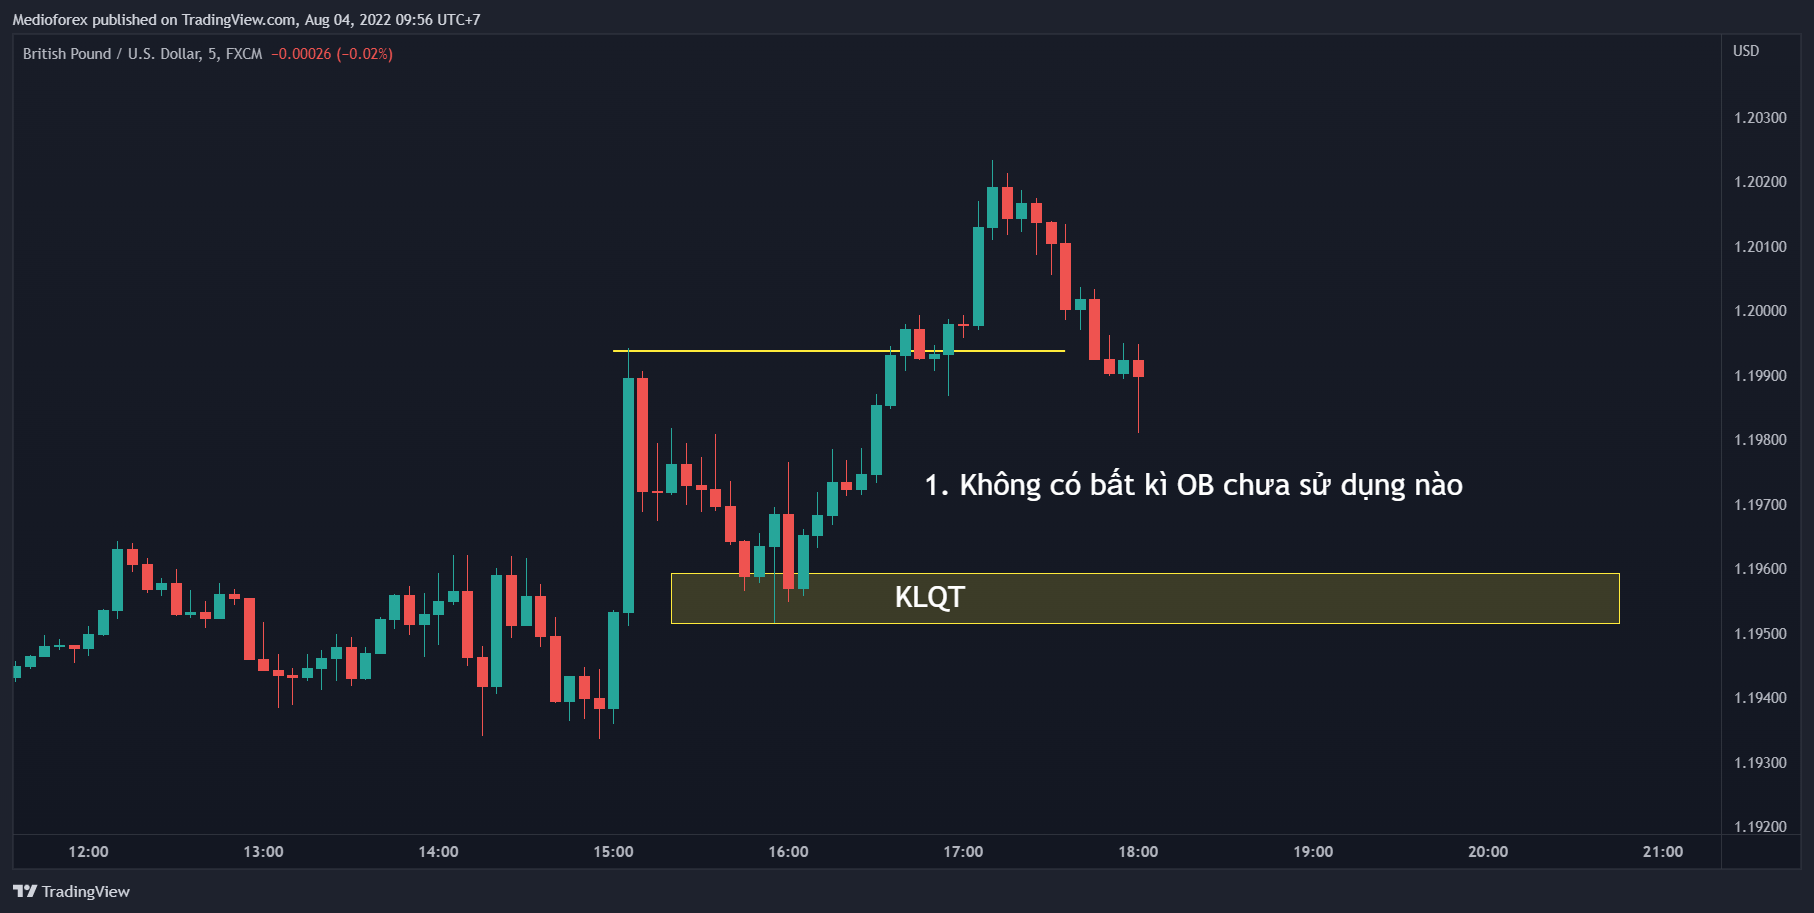 Medioforex published on TradingView.com, Aug 04, 2022 09:56 UTC+7
British Pound / U.S. Dollar, 5, FXCM −0.00026 (−0.02%)
USD
1.20300
1.20200
1.20100
1.20000
1.19900
1.19800
1. Không có bất kì OB chưa sử dụng nào
1.19700
1.19600
KLQT
1.19500
1.19400
1.19300
1.19200
12:00 13:00 14:00 15:00 16:00 17:00 18:00 19:00 20:00 21:00
TradingView